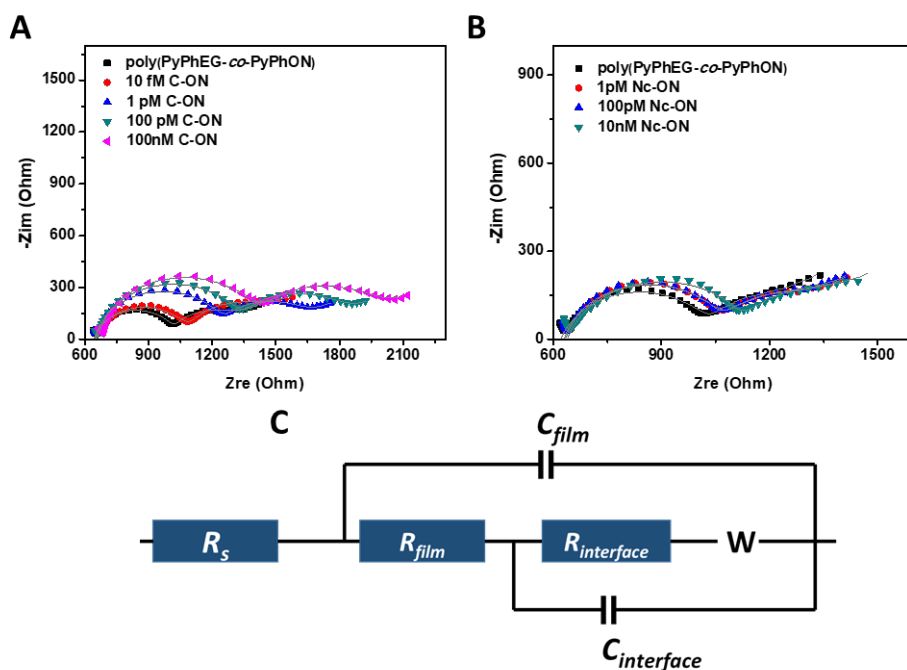 A
B
poly(PyPhEG-co-PyPhON)
10 fM C-ON
1 pM C-ON
100 pM C-ON
100nM C-ON
-Zim (Ohm)
1500
1200
900
600
300
0
600 900 1200 1500 1800 2100
Zre (Ohm)
poly(PyPhEG-co-PyPhON)
1pM Nc-ON
100pM Nc-ON
10nM Nc-ON
-Zim (Ohm)
900
600
300
0
600 900 1200 1500
Zre (Ohm)
C
Cfilm
Rs
Rfilm
Rinterface
W
Cinterface